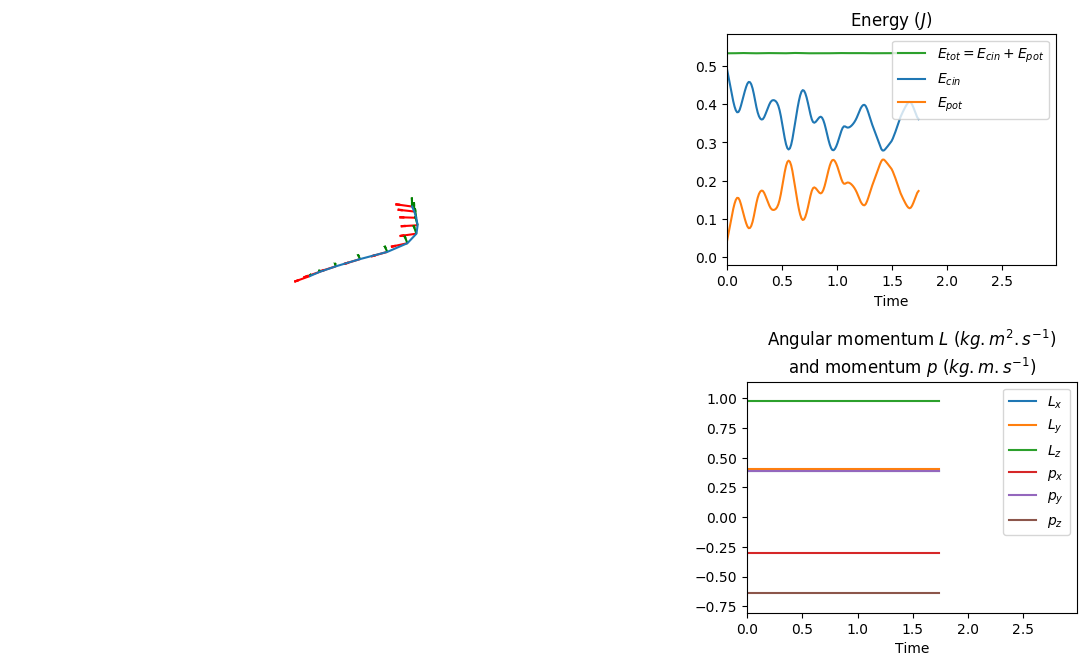 Energy (J)
E_tot = E_cin + E_pot
E_cin
E_pot
0.5
0.4
0.3
0.2
0.1
0.0
0.0 0.5 1.0 1.5 2.0 2.5
Time
Angular momentum L (kg.m².s⁻¹)
and momentum p (kg.m.s⁻¹)
L_x
L_y
L_z
p_x
p_y
p_z
1.00
0.75
0.50
0.25
0.00
−0.25
−0.50
−0.75
0.0 0.5 1.0 1.5 2.0 2.5
Time